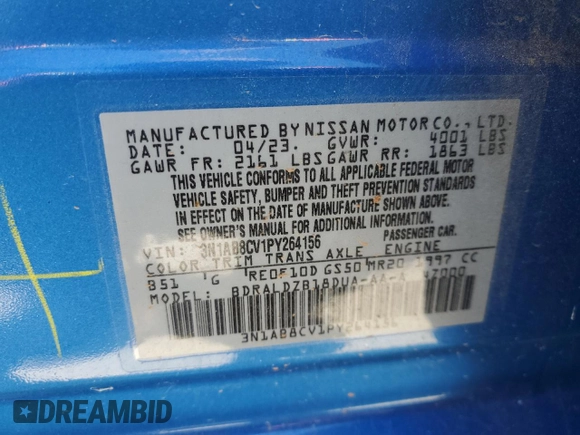 MANUFACTURED BY NISSAN MOTOR CO., LTD.
DATE: 04/23. GVWR: 4001 LBS
GAWR FR: 2161 LBS GAWR RR: 1863 LBS
THIS VEHICLE CONFORMS TO ALL APPLICABLE FEDERAL MOTOR
VEHICLE SAFETY, BUMPER AND THEFT PREVENTION STANDARDS
IN EFFECT ON THE DATE OF MANUFACTURE SHOWN ABOVE.
SEE OWNER'S MANUAL FOR ADDITIONAL INFORMATION.
VIN: 3N1AB8CV1PY264156 PASSENGER CAR.
COLOR TRIM TRANS AXLE ENGINE
B51 G RE0F10D GS50 MR20 1997 CC
MODEL: BDRALDZB18DUA-AA-A 47000
3N1AB8CV1PY264156
DREAMBID